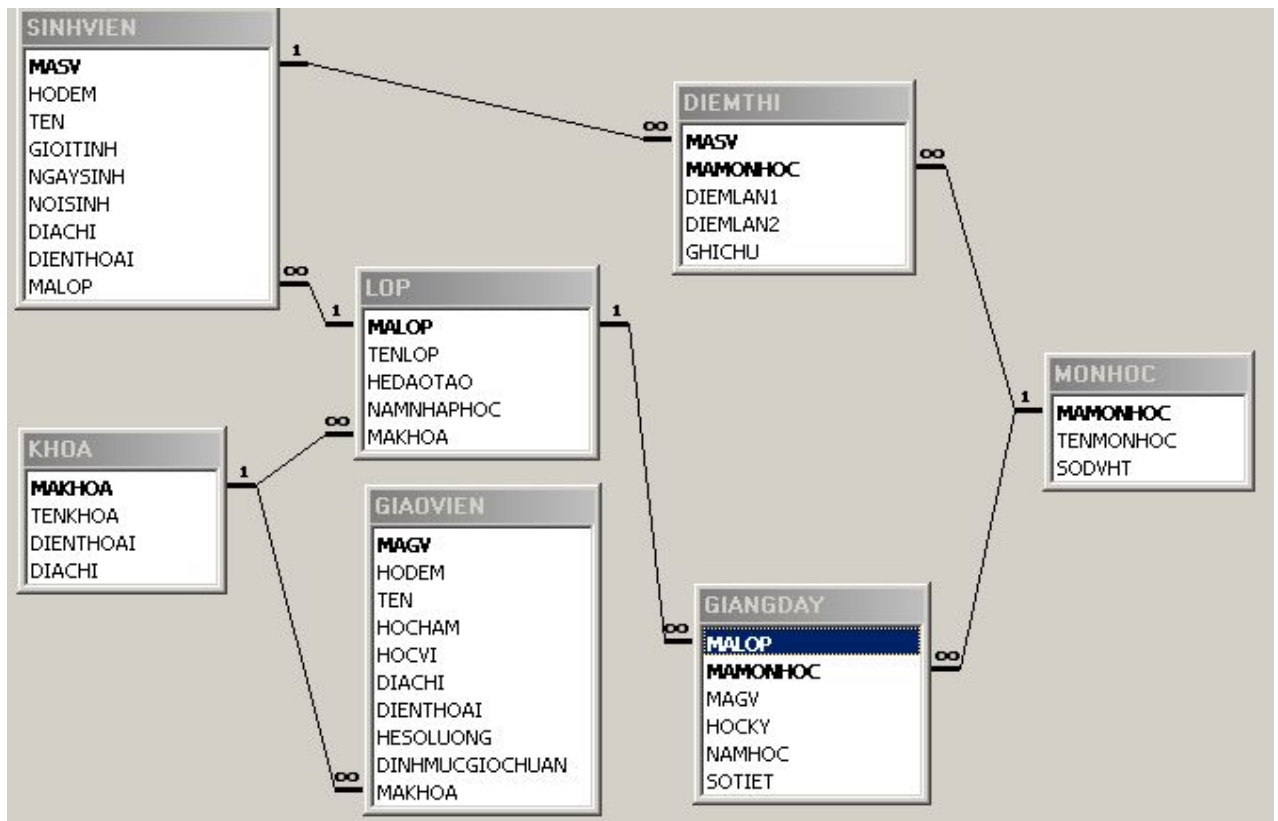 SINHVIEN
MASV
HODEM
TEN
GIOITINH
NGAYSINH
NOISINH
DIACHI
DIENTHOAI
MALOP
1
∞
DIEMTHI
MASV
MAMONHOC
DIEMLAN1
DIEMLAN2
GHICHU
∞
∞
LOP
MALOP
TENLOP
HEDAOTAO
NAMNHAPHOC
MAKHOA
1
1
∞
MONHOC
MAMONHOC
TENMONHOC
SODVHT
1
KHOA
MAKHOA
TENKHOA
DIENTHOAI
DIACHI
1
GIAOVIEN
MAGV
HODEM
TEN
HOCHAM
HOCVI
DIACHI
DIENTHOAI
HESOLUONG
DINHMUCGIOCHUAN
MAKHOA
∞
GIANGDAY
MALOP
MAMONHOC
MAGV
HOCKY
NAMHOC
SOTIET
∞
∞